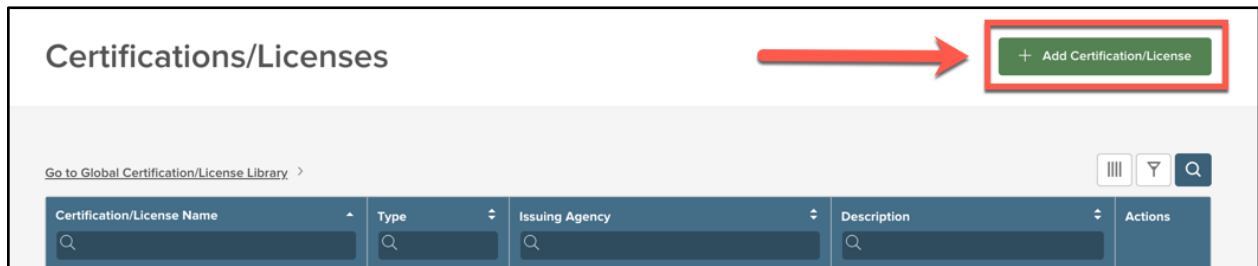 Certifications/Licenses
+ Add Certification/License
Go to Global Certification/License Library >
Certification/License Name Type Issuing Agency Description Actions